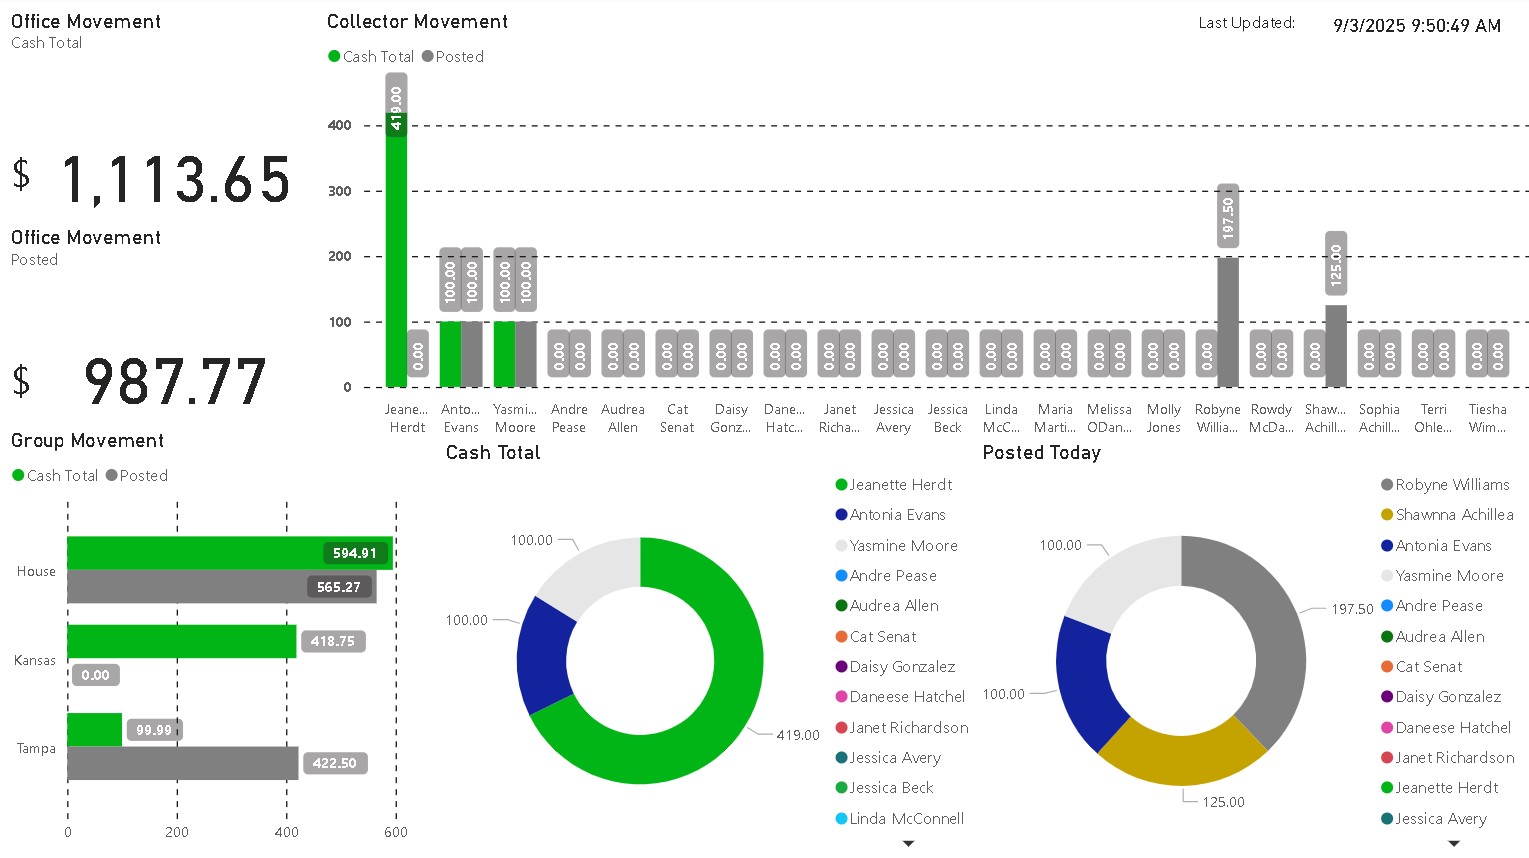 Office Movement
Cash Total
$ 1,113.65
Office Movement
Posted
$ 987.77
Collector Movement
Last Updated: 9/3/2025 9:50:49 AM
Cash Total Posted
400
300
200
100
0
419.00 0.00
100.00 100.00
100.00 100.00
0.00 0.00
0.00 0.00
0.00 0.00
0.00 0.00
0.00 0.00
0.00 0.00
0.00 0.00
0.00 0.00
0.00 0.00
0.00 0.00
0.00 0.00
0.00 0.00
0.00 197.50
0.00 0.00
0.00 125.00
0.00 0.00
0.00 0.00
0.00 0.00
Jeane... Herdt
Anto... Evans
Yasmi... Moore
Andre Pease
Audrea Allen
Cat Senat
Daisy Gonz...
Dane... Hatc...
Janet Richa...
Jessica Avery
Jessica Beck
Linda McC...
Maria Marti...
Melissa ODan...
Molly Jones
Robyne Willia...
Rowdy McDa...
Shaw... Achill...
Sophia Achill...
Terri Ohle...
Tiesha Wim...
Group Movement
Cash Total Posted
House
594.91
565.27
Kansas
418.75
0.00
Tampa
99.99
422.50
0 200 400 600
Cash Total
100.00
100.00
419.00
Jeanette Herdt
Antonia Evans
Yasmine Moore
Andre Pease
Audrea Allen
Cat Senat
Daisy Gonzalez
Daneese Hatchel
Janet Richardson
Jessica Avery
Jessica Beck
Linda McConnell
Posted Today
100.00
197.50
100.00
125.00
Robyne Williams
Shawnna Achillea
Antonia Evans
Yasmine Moore
Andre Pease
Audrea Allen
Cat Senat
Daisy Gonzalez
Daneese Hatchel
Janet Richardson
Jeanette Herdt
Jessica Avery